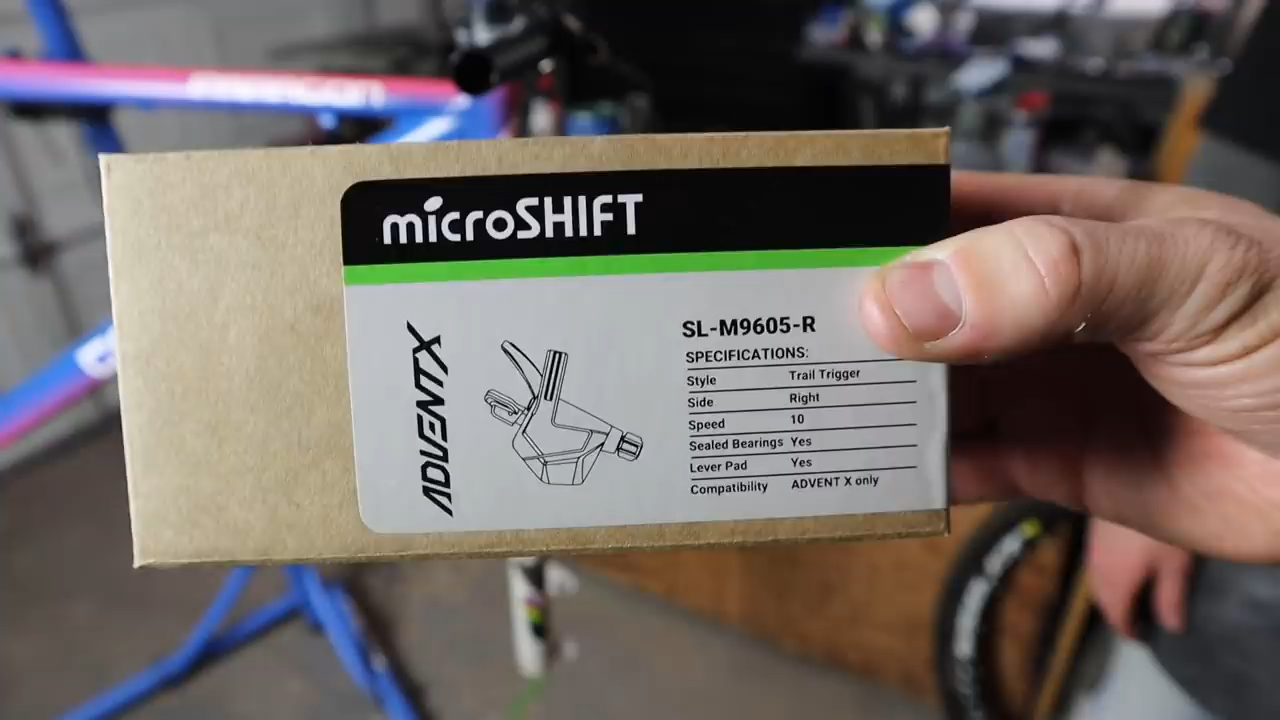 microSHIFT
ADVENTX
SL-M9605-R
SPECIFICATIONS:
Style Trail Trigger
Side Right
Speed 10
Sealed Bearings Yes
Lever Pad Yes
Compatibility ADVENT X only